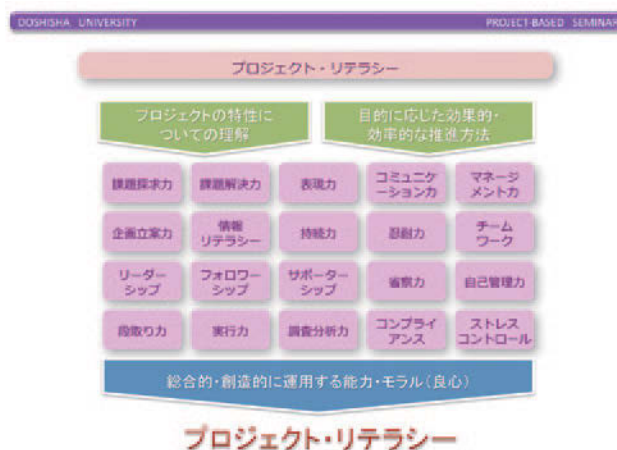 DOSHISHA UNIVERSITY
PROJECT-BASED SEMINAR
プロジェクト・リテラシー
プロジェクトの特性に
ついての理解
目的に応じた効果的・
効率的な推進方法
課題探求力
課題解決力
表現力
コミュニケ
ーション力
マネージ
メント力
企画立案力
情報
リテラシー
持続力
忍耐力
チーム
ワーク
リーダー
シップ
フォロワー
シップ
サポーター
シップ
省察力
自己管理力
段取り力
実行力
調査分析力
コンプライ
アンス
ストレス
コントロール
総合的・創造的に運用する能力・モラル（良心）
プロジェクト・リテラシー